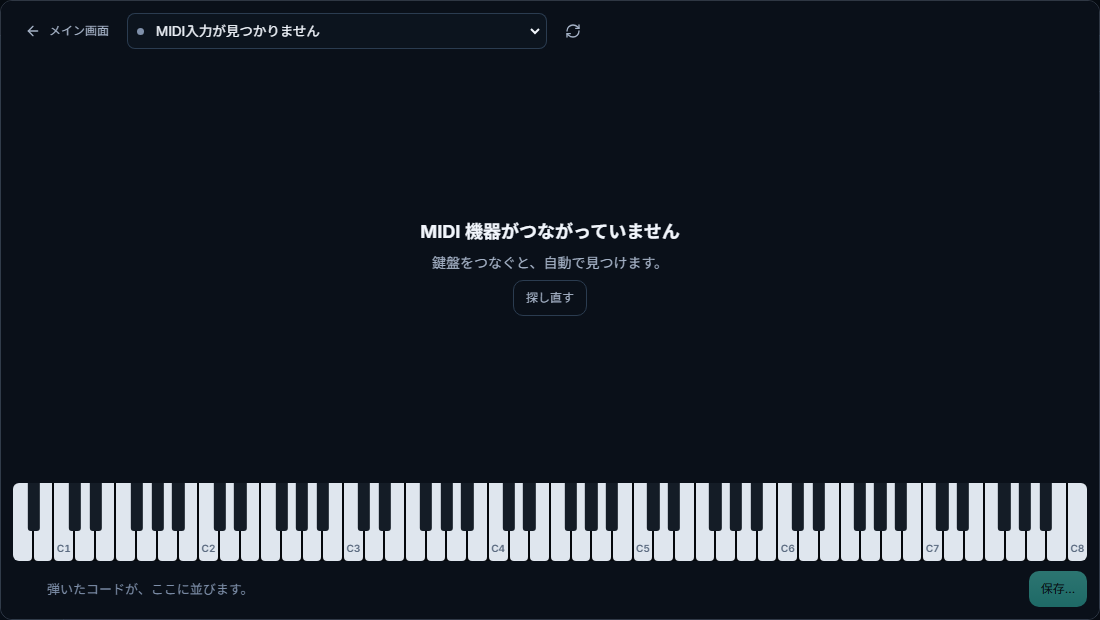 メイン画面
MIDI入力が見つかりません
MIDI 機器がつながっていません
鍵盤をつなぐと、自動で見つけます。
探し直す
C1 C2 C3 C4 C5 C6 C7 C8
弾いたコードが、ここに並びます。
保存...